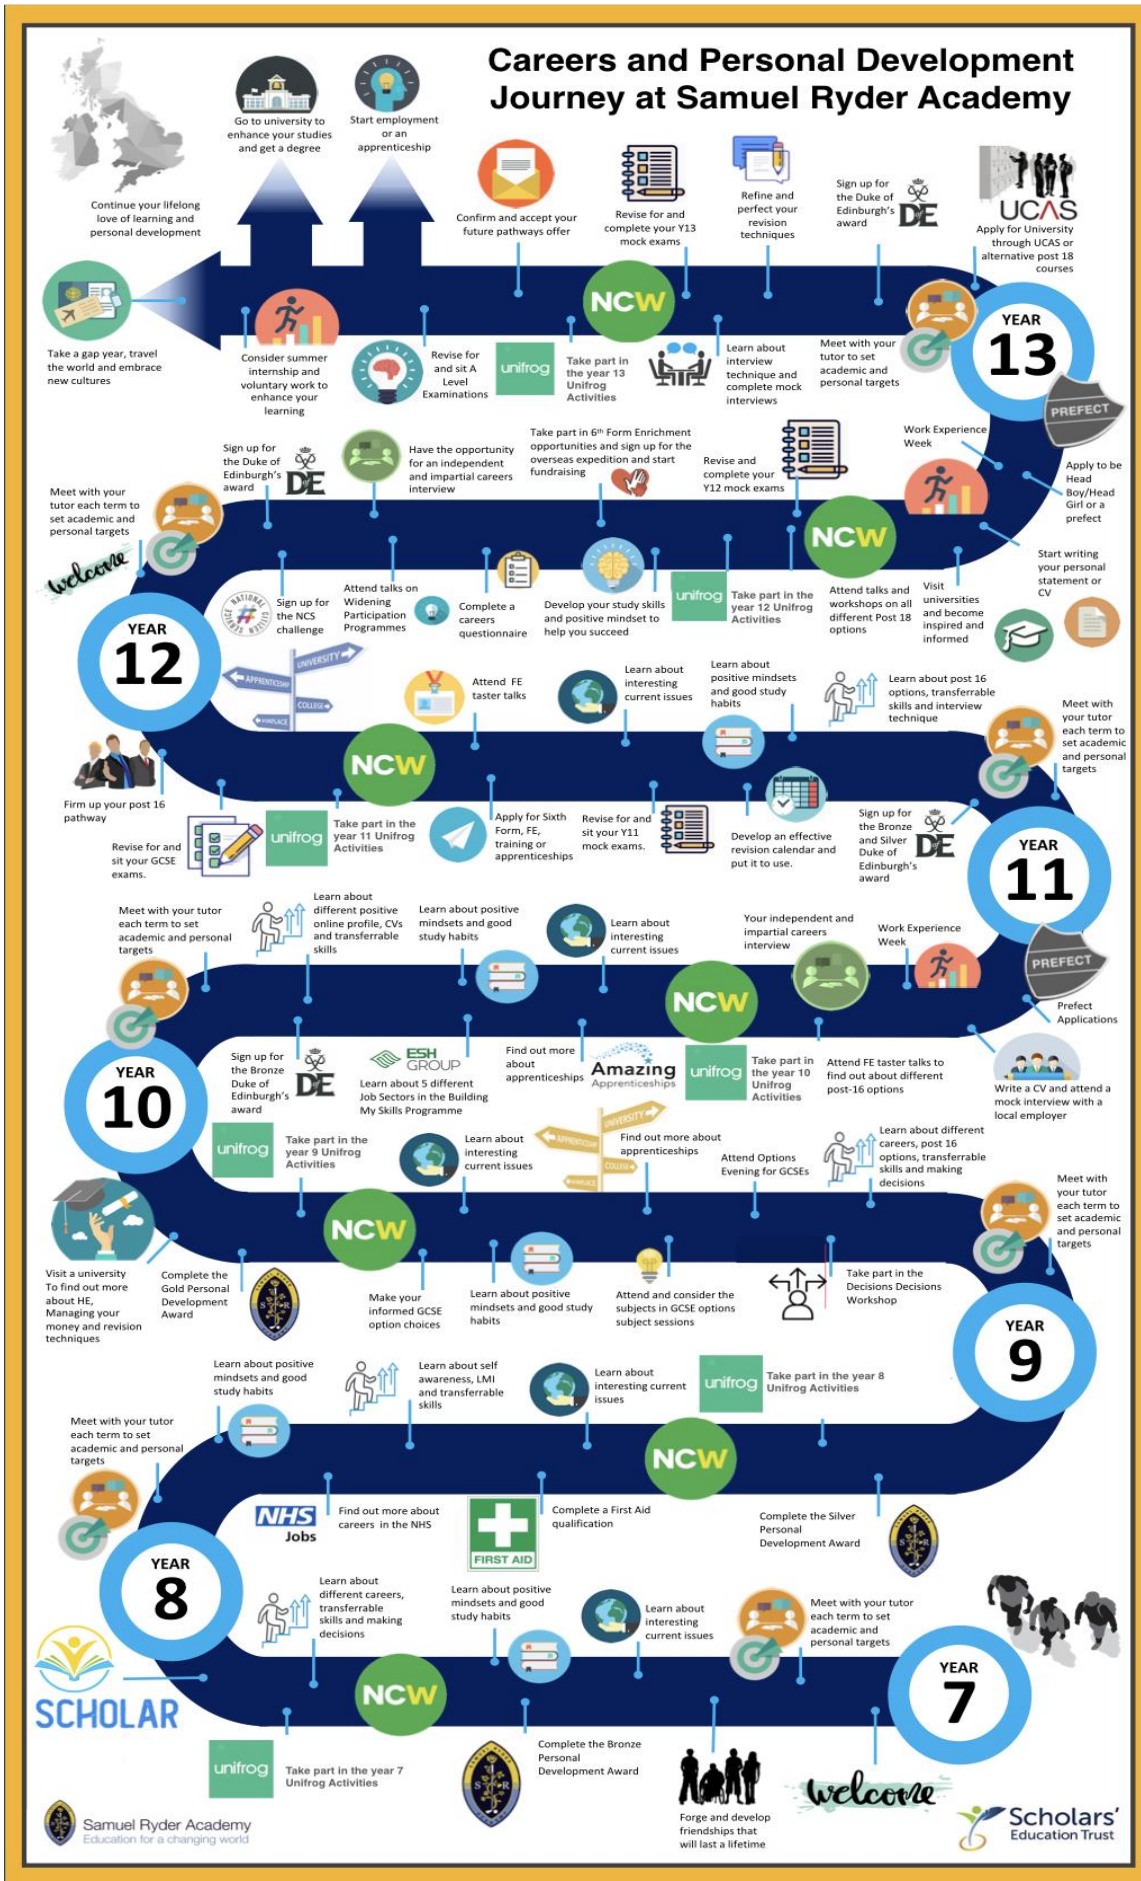 Careers and Personal Development
Journey at Samuel Ryder Academy
Go to university to
enhance your studies
and get a degree
Start employment
or an
apprenticeship
Continue your lifelong
love of learning and
personal development
Confirm and accept your
future pathways offer
Revise for and
complete your Y13
mock exams
Refine and
perfect your
revision
techniques
Sign up for
the Duke of
Edinburgh's
award
DofE
UCAS
Apply for University
through UCAS or
alternative post 18
courses
NCW
YEAR
13
Take a gap year, travel
the world and embrace
new cultures
Consider summer
internship and
voluntary work to
enhance your
learning
Revise for
and sit A
Level
Examinations
unifrog
Take part in
the year 13
Unifrog
Activities
Learn about
interview
technique and
complete mock
interviews
Meet with your
tutor to set
academic and
personal targets
PREFECT
Work Experience
Week
Apply to be
Head
Boy/Head
Girl or a
prefect
Start writing
your personal
statement or
CV
Meet with your
tutor each term to
set academic and
personal targets
welcome
Sign up for
the Duke of
Edinburgh's
award
DofE
Have the opportunity
for an independent
and impartial careers
interview
Take part in 6th Form Enrichment
opportunities and sign up for the
overseas expedition and start
fundraising
Revise and
complete your
Y12 mock exams
NCW
YEAR
12
NATIONAL CITIZEN SERVICE
Sign up for
the NCS
challenge
Attend talks on
Widening
Participation
Programmes
Complete a
careers
questionnaire
Develop your study skills
and positive mindset to
help you succeed
unifrog
Take part in the
year 12 Unifrog
Activities
Attend talks and
workshops on all
different Post 18
options
Visit
universities
and become
inspired and
informed
UNIVERSITY
APPRENTICESHIP
COLLEGE
WORKPLACE
Attend FE
taster talks
Learn about
interesting
current issues
Learn about
positive mindsets
and good study
habits
Learn about post 16
options, transferrable
skills and interview
technique
Meet with
your tutor
each term to
set academic
and personal
targets
NCW
Firm up your post 16
pathway
Revise for and
sit your GCSE
exams.
unifrog
Take part in the
year 11 Unifrog
Activities
Apply for Sixth
Form, FE,
training or
apprenticeships
Revise for and
sit your Y11
mock exams.
Develop an effective
revision calendar and
put it to use.
Sign up for
the Bronze
and Silver
Duke of
Edinburgh's
award
DofE
YEAR
11
Meet with your tutor
each term to set
academic and personal
targets
Learn about
different positive
online profile, CVs
and transferrable
skills
Learn about positive
mindsets and good
study habits
Learn about
interesting
current issues
Your independent and
impartial careers
interview
Work Experience
Week
PREFECT
Prefect
Applications
NCW
YEAR
10
Sign up for
the Bronze
Duke of
Edinburgh's
award
DofE
ESH
GROUP
Learn about 5 different
Job Sectors in the Building
My Skills Programme
Find out more
about
apprenticeships
Amazing
Apprenticeships
unifrog
Take part in
the year 10
Unifrog
Activities
Attend FE taster talks to
find out about different
post-16 options
Write a CV and attend a
mock interview with a
local employer
unifrog
Take part in the
year 9 Unifrog
Activities
Learn about
interesting
current issues
UNIVERSITY
APPRENTICESHIP
COLLEGE
WORKPLACE
Find out more about
apprenticeships
Attend Options
Evening for GCSEs
Learn about different
careers, post 16
options, transferrable
skills and making
decisions
Meet with
your tutor
each term to
set academic
and personal
targets
NCW
Visit a university
To find out more
about HE,
Managing your
money and revision
techniques
Complete the
Gold Personal
Development
Award
S R
Make your
informed GCSE
option choices
Learn about positive
mindsets and good study
habits
Attend and consider the
subjects in GCSE options
subject sessions
Take part in the
Decisions Decisions
Workshop
YEAR
9
Learn about positive
mindsets and good
study habits
Learn about self
awareness, LMI
and transferrable
skills
Learn about
interesting current
issues
unifrog
Take part in the year 8
Unifrog Activities
Meet with your tutor
each term to set
academic and personal
targets
NCW
NHS
Jobs
Find out more about
careers in the NHS
FIRST AID
Complete a First Aid
qualification
Complete the Silver
Personal
Development Award
S R
YEAR
8
Learn about
different careers,
transferrable
skills and making
decisions
Learn about positive
mindsets and good
study habits
Learn about
interesting
current issues
Meet with your tutor
each term to set
academic and
personal targets
SCHOLAR
NCW
YEAR
7
unifrog
Take part in the year 7
Unifrog Activities
S R
Complete the Bronze
Personal
Development Award
Forge and develop
friendships that
will last a lifetime
welcome
Samuel Ryder Academy
Education for a changing world
Scholars'
Education Trust